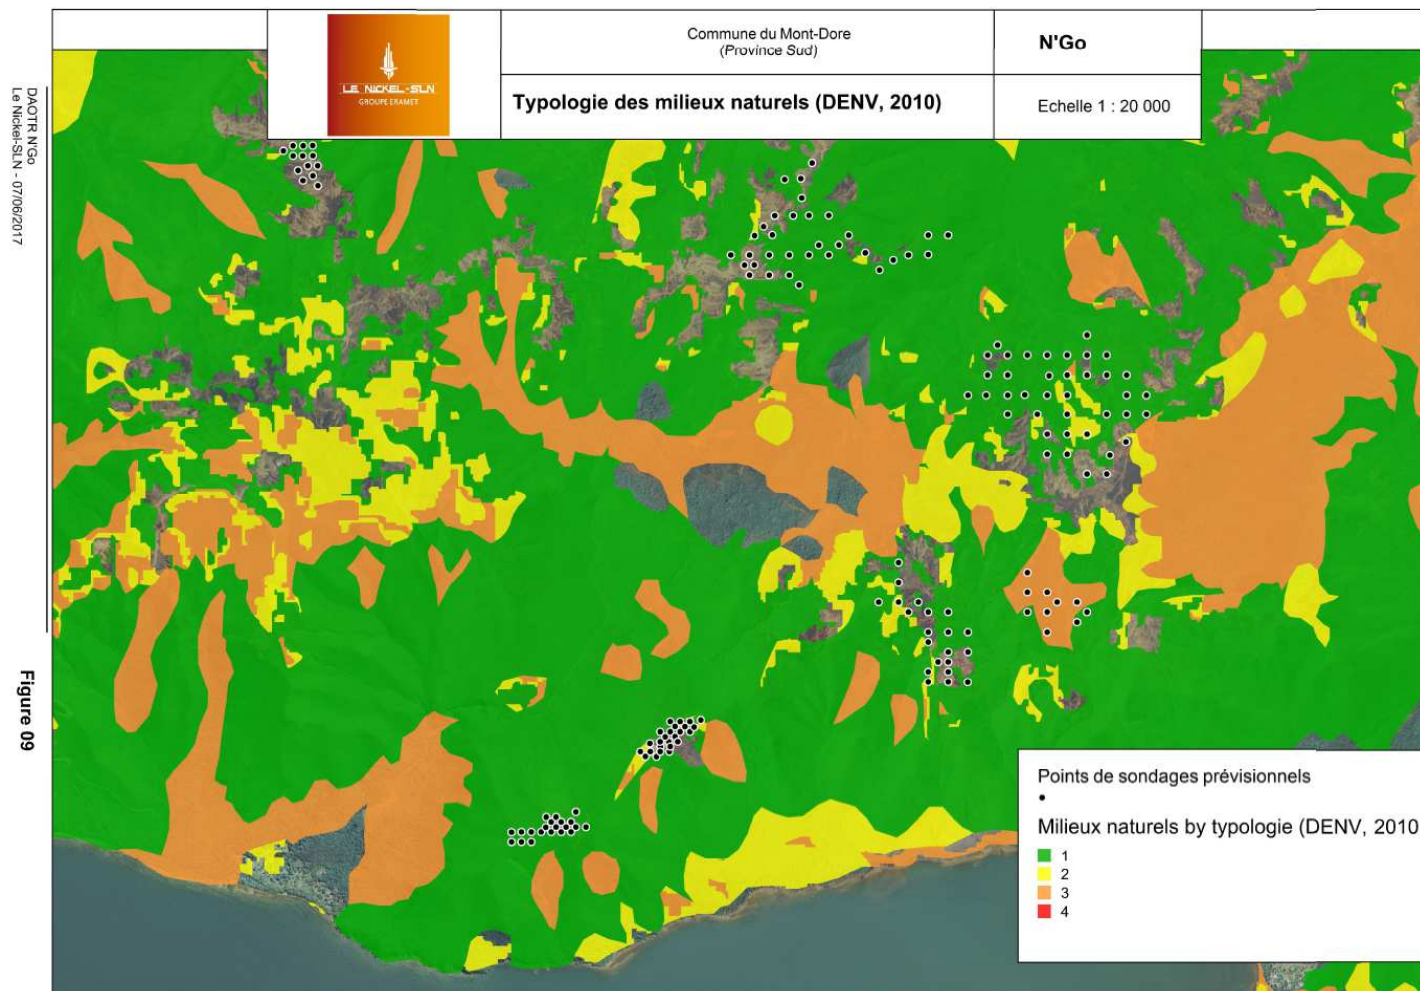 LE NICKEL-SLN
GROUPE ERAMET
Commune du Mont-Dore
(Province Sud)
N'Go
Typologie des milieux naturels (DENV, 2010)
Echelle 1 : 20 000
DAOTR N'Go
Le Nickel-SLN - 07/06/2017
Figure 09
Points de sondages prévisionnels
Milieux naturels by typologie (DENV, 2010
1
2
3
4